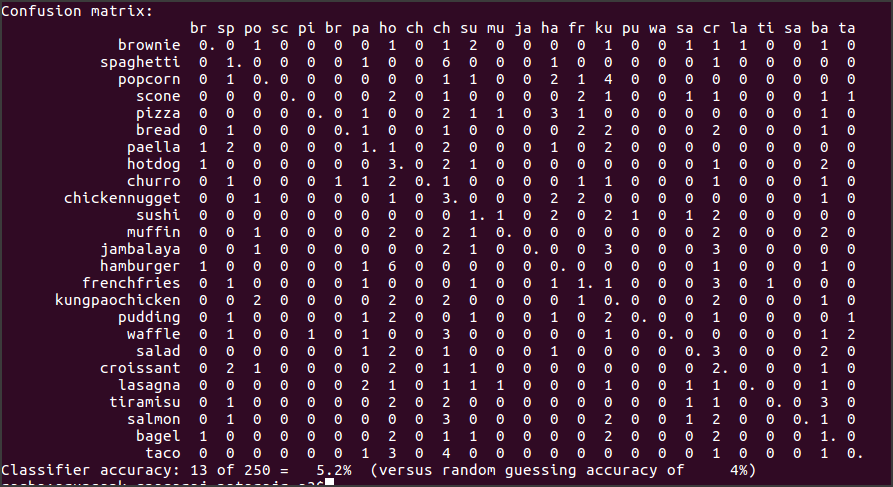 Confusion matrix:
br sp po sc pi br pa ho ch ch su mu ja ha fr ku pu wa sa cr la ti sa ba ta
brownie 0. 0 1 0 0 0 0 1 0 1 2 0 0 0 0 1 0 0 1 1 1 0 0 1 0
spaghetti 0 1. 0 0 0 0 1 0 0 6 0 0 0 1 0 0 0 0 0 1 0 0 0 0 0
popcorn 0 1 0. 0 0 0 0 0 0 1 1 0 0 2 1 4 0 0 0 0 0 0 0 0 0
scone 0 0 0 0. 0 0 0 2 0 1 0 0 0 0 2 1 0 0 1 1 0 0 0 1 1
pizza 0 0 0 0 0. 0 1 0 0 2 1 1 0 3 1 0 0 0 0 0 0 0 0 1 0
bread 0 1 0 0 0 0. 1 0 0 1 0 0 0 0 2 2 0 0 0 2 0 0 0 1 0
paella 1 2 0 0 0 0 1. 1 0 2 0 0 0 1 0 2 0 0 0 0 0 0 0 0 0
hotdog 1 0 0 0 0 0 0 3. 0 2 1 0 0 0 0 0 0 0 0 1 0 0 0 2 0
churro 0 1 0 0 0 1 1 2 0. 1 0 0 0 0 1 1 0 0 0 1 0 0 0 1 0
chickennugget 0 0 1 0 0 0 0 1 0 3. 0 0 0 2 2 0 0 0 0 0 0 0 0 1 0
sushi 0 0 0 0 0 0 0 0 0 0 1. 1 0 2 0 2 1 0 1 2 0 0 0 0 0
muffin 0 0 1 0 0 0 0 2 0 2 1 0. 0 0 0 0 0 0 0 2 0 0 0 2 0
jambalaya 0 0 1 0 0 0 0 0 0 2 1 0 0. 0 0 3 0 0 0 3 0 0 0 0 0
hamburger 1 0 0 0 0 0 1 6 0 0 0 0 0 0. 0 0 0 0 0 1 0 0 0 1 0
frenchfries 0 1 0 0 0 0 1 0 0 1 0 0 0 1 1. 1 0 0 0 3 0 1 0 0 0
kungpaochicken 0 0 2 0 0 0 0 2 0 2 0 0 0 0 1 0. 0 0 0 2 0 0 0 1 0
pudding 0 1 0 0 0 0 1 2 0 0 1 0 0 1 0 2 0. 0 0 1 0 0 0 0 1
waffle 0 1 0 0 1 0 1 0 0 3 0 0 0 0 0 1 0 0. 0 0 0 0 0 1 2
salad 0 0 0 0 0 0 1 2 0 1 0 0 0 1 0 0 0 0 0. 3 0 0 0 2 0
croissant 0 2 1 0 0 0 0 2 0 1 1 0 0 0 0 0 0 0 0 2. 0 0 0 1 0
lasagna 0 0 0 0 0 0 2 1 0 1 1 1 0 0 0 1 0 0 1 1 0. 0 0 1 0
tiramisu 0 1 0 0 0 0 0 2 0 2 0 0 0 0 0 0 0 0 1 1 0 0. 0 3 0
salmon 0 1 0 0 0 0 0 0 0 3 0 0 0 0 0 2 0 0 1 2 0 0 0. 1 0
bagel 1 0 0 0 0 0 0 2 0 1 1 0 0 0 0 2 0 0 0 2 0 0 0 1. 0
taco 0 0 0 0 0 0 1 3 0 4 0 0 0 0 0 0 0 0 0 1 0 0 0 1 0.
Classifier accuracy: 13 of 250 = 5.2% (versus random guessing accuracy of 4%)